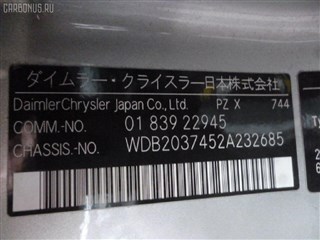 CARBONUS.RU
ダイムラー・クライスラー日本株式会社
DaimlerChrysler Japan Co., Ltd. PZ X 744
COMM.-NO. 01 839 22945
CHASSIS.-NO. WDB2037452A232685